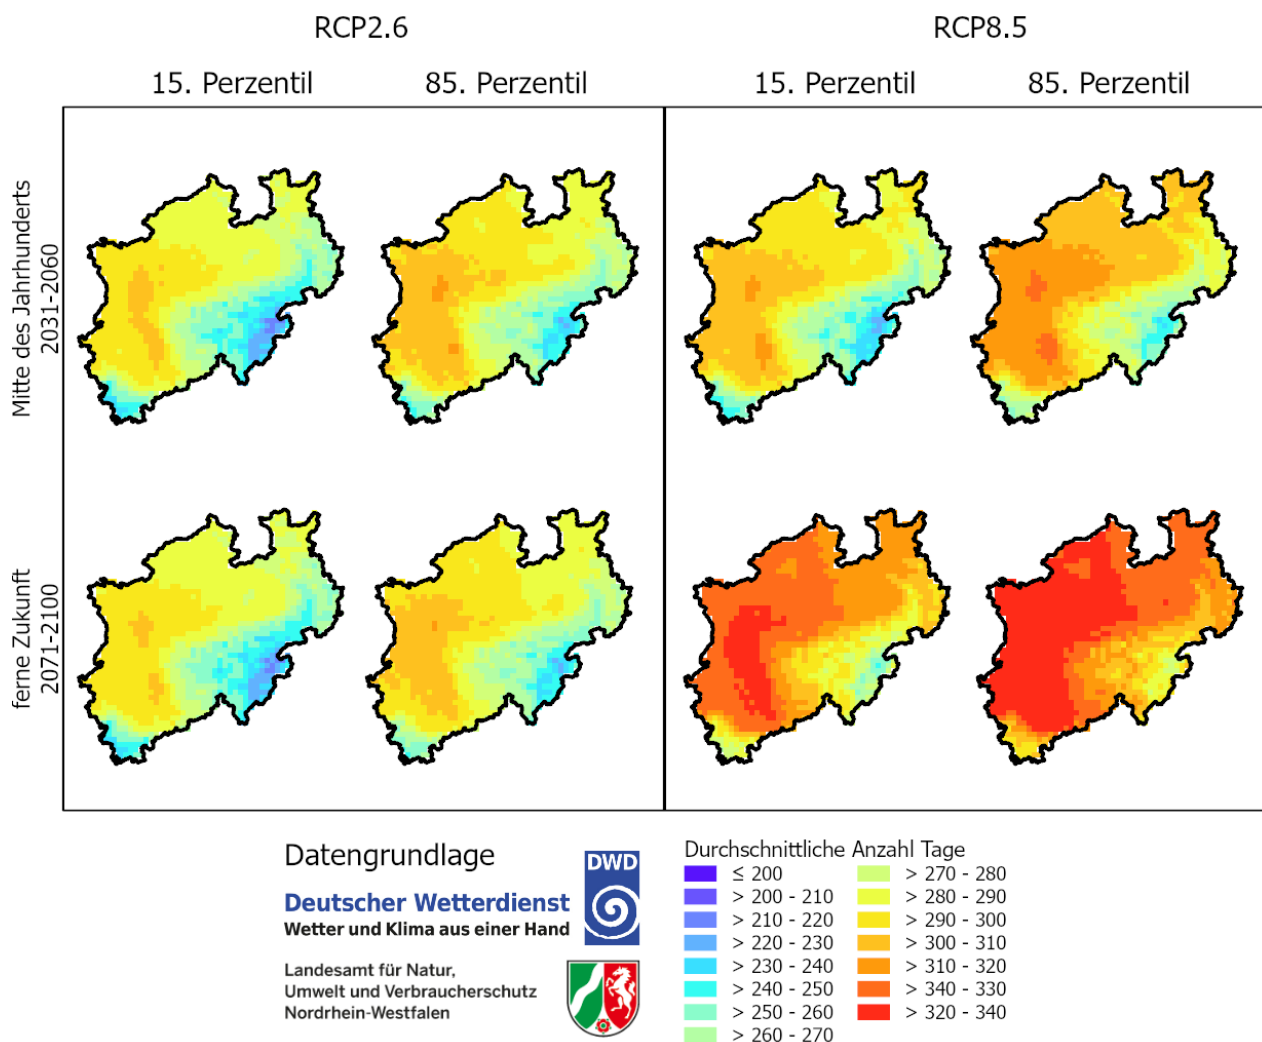 RCP2.6
RCP8.5
15. Perzentil
85. Perzentil
15. Perzentil
85. Perzentil
Mitte des Jahrhunderts
2031-2060
ferne Zukunft
2071-2100
Datengrundlage
DWD
Deutscher Wetterdienst
Wetter und Klima aus einer Hand
Landesamt für Natur,
Umwelt und Verbraucherschutz
Nordrhein-Westfalen
Durchschnittliche Anzahl Tage
≤ 200
> 200 - 210
> 210 - 220
> 220 - 230
> 230 - 240
> 240 - 250
> 250 - 260
> 260 - 270
> 270 - 280
> 280 - 290
> 290 - 300
> 300 - 310
> 310 - 320
> 340 - 330
> 320 - 340